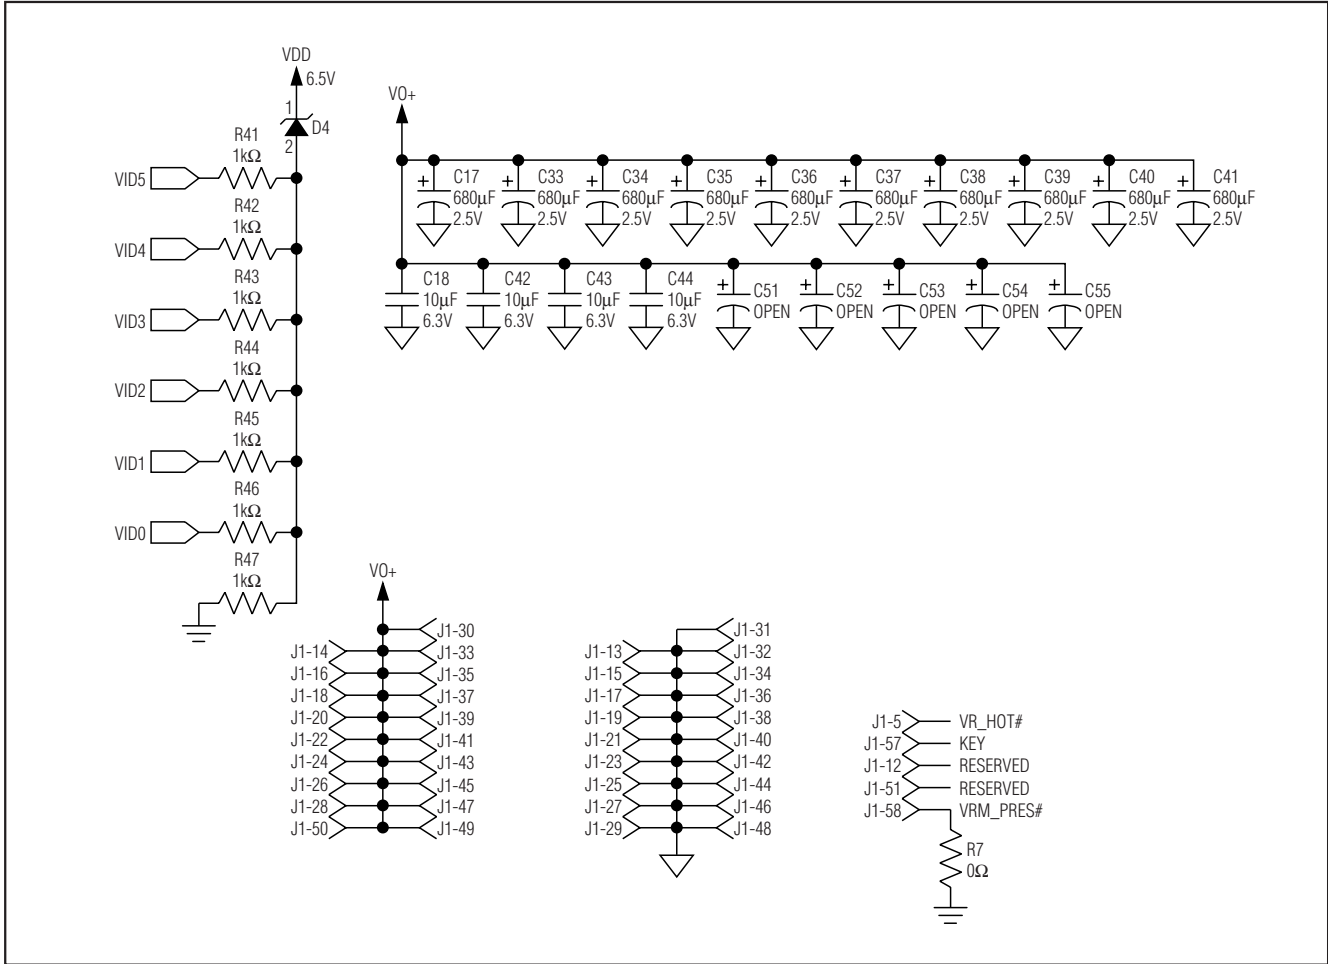 VDD
6.5V
1
D4
2
R41
1kΩ
VID5
R42
1kΩ
VID4
R43
1kΩ
VID3
R44
1kΩ
VID2
R45
1kΩ
VID1
R46
1kΩ
VID0
R47
1kΩ
VO+
+ C17
680μF
2.5V
+ C33
680μF
2.5V
+ C34
680μF
2.5V
+ C35
680μF
2.5V
+ C36
680μF
2.5V
+ C37
680μF
2.5V
+ C38
680μF
2.5V
+ C39
680μF
2.5V
+ C40
680μF
2.5V
+ C41
680μF
2.5V
C18
10μF
6.3V
C42
10μF
6.3V
C43
10μF
6.3V
C44
10μF
6.3V
+ C51
OPEN
+ C52
OPEN
+ C53
OPEN
+ C54
OPEN
+ C55
OPEN
VO+
J1-30
J1-14 J1-33
J1-16 J1-35
J1-18 J1-37
J1-20 J1-39
J1-22 J1-41
J1-24 J1-43
J1-26 J1-45
J1-28 J1-47
J1-50 J1-49
J1-31
J1-13 J1-32
J1-15 J1-34
J1-17 J1-36
J1-19 J1-38
J1-21 J1-40
J1-23 J1-42
J1-25 J1-44
J1-27 J1-46
J1-29 J1-48
J1-5 VR_HOT#
J1-57 KEY
J1-12 RESERVED
J1-51 RESERVED
J1-58 VRM_PRES#
R7
0Ω